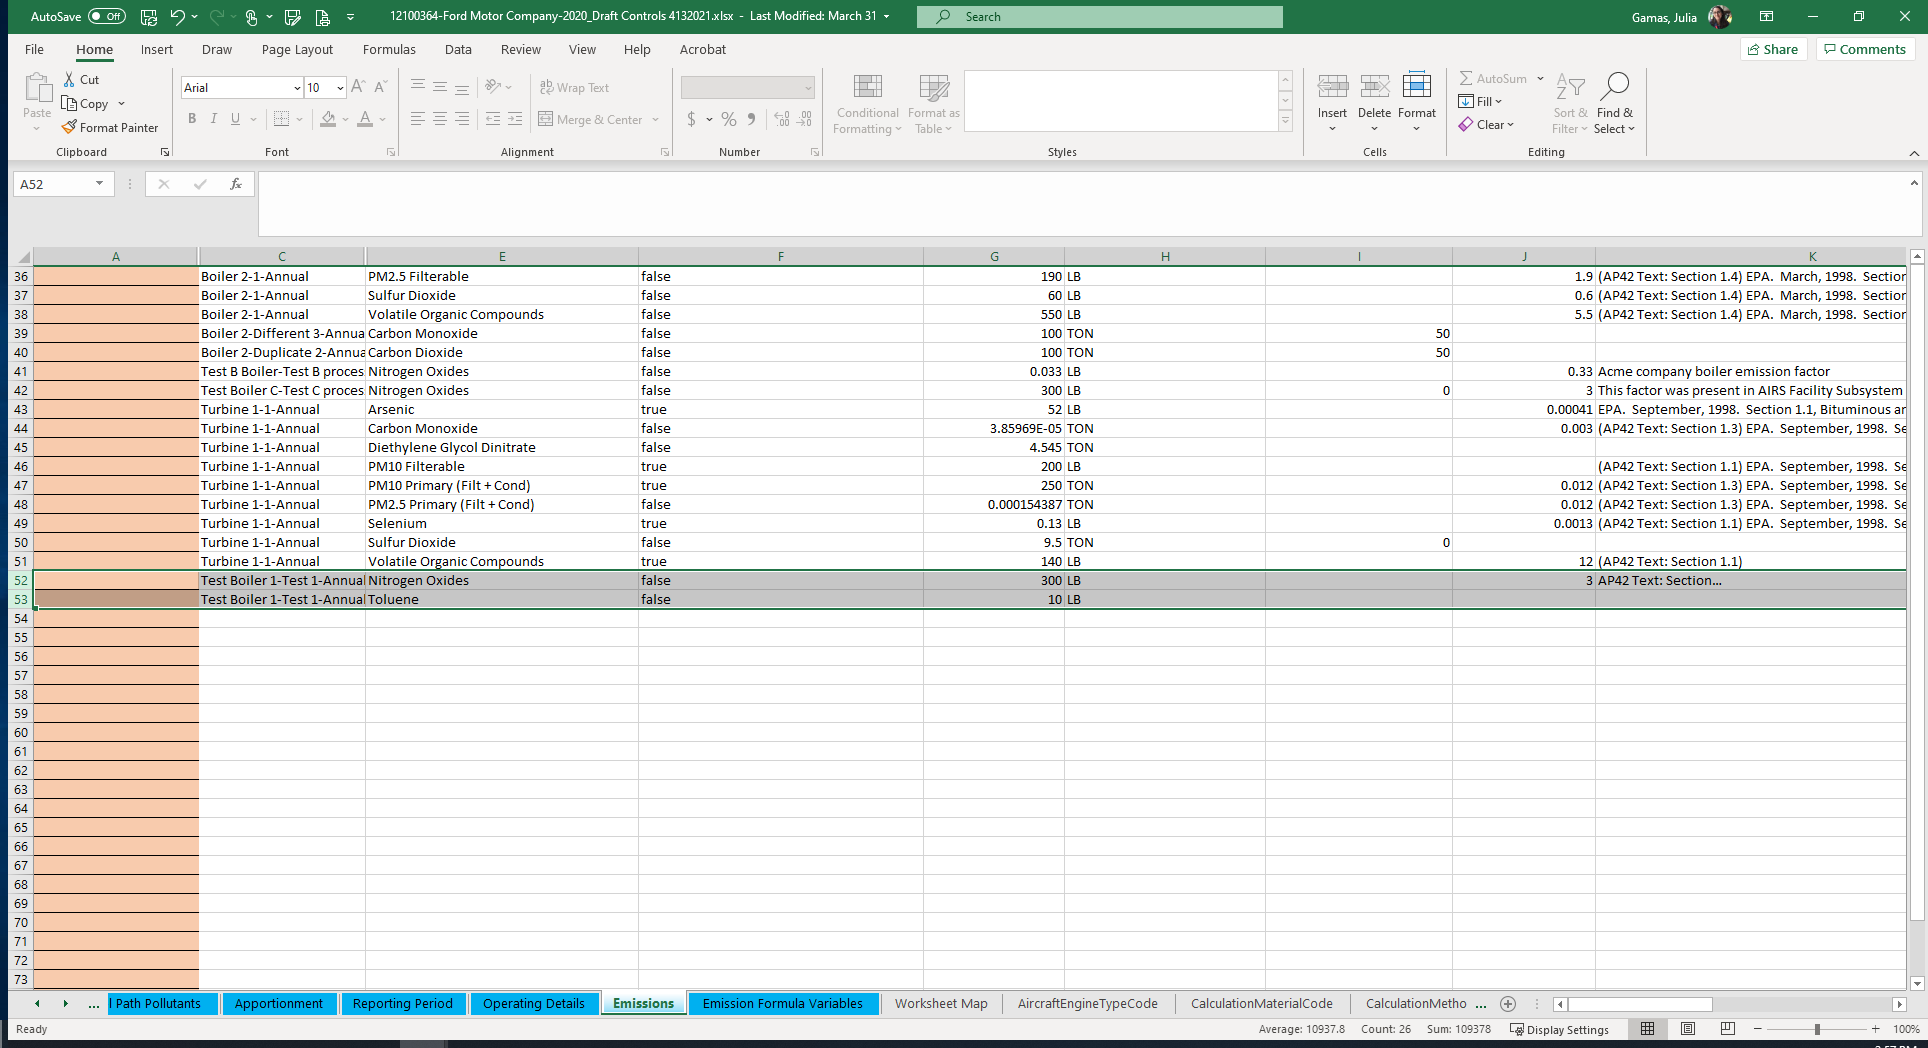 AutoSave Off 12100364-Ford Motor Company-2020_Draft Controls 4132021.xlsx - Last Modified: March 31 Search Gamas, Julia
File Home Insert Draw Page Layout Formulas Data Review View Help Acrobat Share Comments
Paste Cut Copy Format Painter
Clipboard
Arial 10 A A
B I U A
Font
ab Wrap Text
Merge & Center
Alignment
$ % 9
Number
Conditional Formatting Format as Table
Styles
Insert Delete Format
Cells
AutoSum Fill Clear Sort & Filter Find & Select
Editing
A52 fx
A C E F G H I J K
36 Boiler 2-1-Annual PM2.5 Filterable false 190 LB 1.9 (AP42 Text: Section 1.4) EPA. March, 1998. Section
37 Boiler 2-1-Annual Sulfur Dioxide false 60 LB 0.6 (AP42 Text: Section 1.4) EPA. March, 1998. Section
38 Boiler 2-1-Annual Volatile Organic Compounds false 550 LB 5.5 (AP42 Text: Section 1.4) EPA. March, 1998. Section
39 Boiler 2-Different 3-Annua Carbon Monoxide false 100 TON 50
40 Boiler 2-Duplicate 2-Annua Carbon Dioxide false 100 TON 50
41 Test B Boiler-Test B proces Nitrogen Oxides false 0.033 LB 0.33 Acme company boiler emission factor
42 Test Boiler C-Test C proces Nitrogen Oxides false 300 LB 0 3 This factor was present in AIRS Facility Subsystem
43 Turbine 1-1-Annual Arsenic true 52 LB 0.00041 EPA. September, 1998. Section 1.1, Bituminous ar
44 Turbine 1-1-Annual Carbon Monoxide false 3.85969E-05 TON 0.003 (AP42 Text: Section 1.3) EPA. September, 1998. Se
45 Turbine 1-1-Annual Diethylene Glycol Dinitrate false 4.545 TON
46 Turbine 1-1-Annual PM10 Filterable true 200 LB (AP42 Text: Section 1.1) EPA. September, 1998. Se
47 Turbine 1-1-Annual PM10 Primary (Filt + Cond) true 250 TON 0.012 (AP42 Text: Section 1.3) EPA. September, 1998. Se
48 Turbine 1-1-Annual PM2.5 Primary (Filt + Cond) false 0.000154387 TON 0.012 (AP42 Text: Section 1.3) EPA. September, 1998. Se
49 Turbine 1-1-Annual Selenium true 0.13 LB 0.0013 (AP42 Text: Section 1.1) EPA. September, 1998. Se
50 Turbine 1-1-Annual Sulfur Dioxide false 9.5 TON 0
51 Turbine 1-1-Annual Volatile Organic Compounds true 140 LB 12 (AP42 Text: Section 1.1)
52 Test Boiler 1-Test 1-Annual Nitrogen Oxides false 300 LB 3 AP42 Text: Section...
53 Test Boiler 1-Test 1-Annual Toluene false 10 LB
54
55
56
57
58
59
60
61
62
63
64
65
66
67
68
69
70
71
72
73
... l Path Pollutants Apportionment Reporting Period Operating Details Emissions Emission Formula Variables Worksheet Map AircraftEngineTypeCode CalculationMaterialCode CalculationMetho ...
Ready Average: 10937.8 Count: 26 Sum: 109378 Display Settings 100%